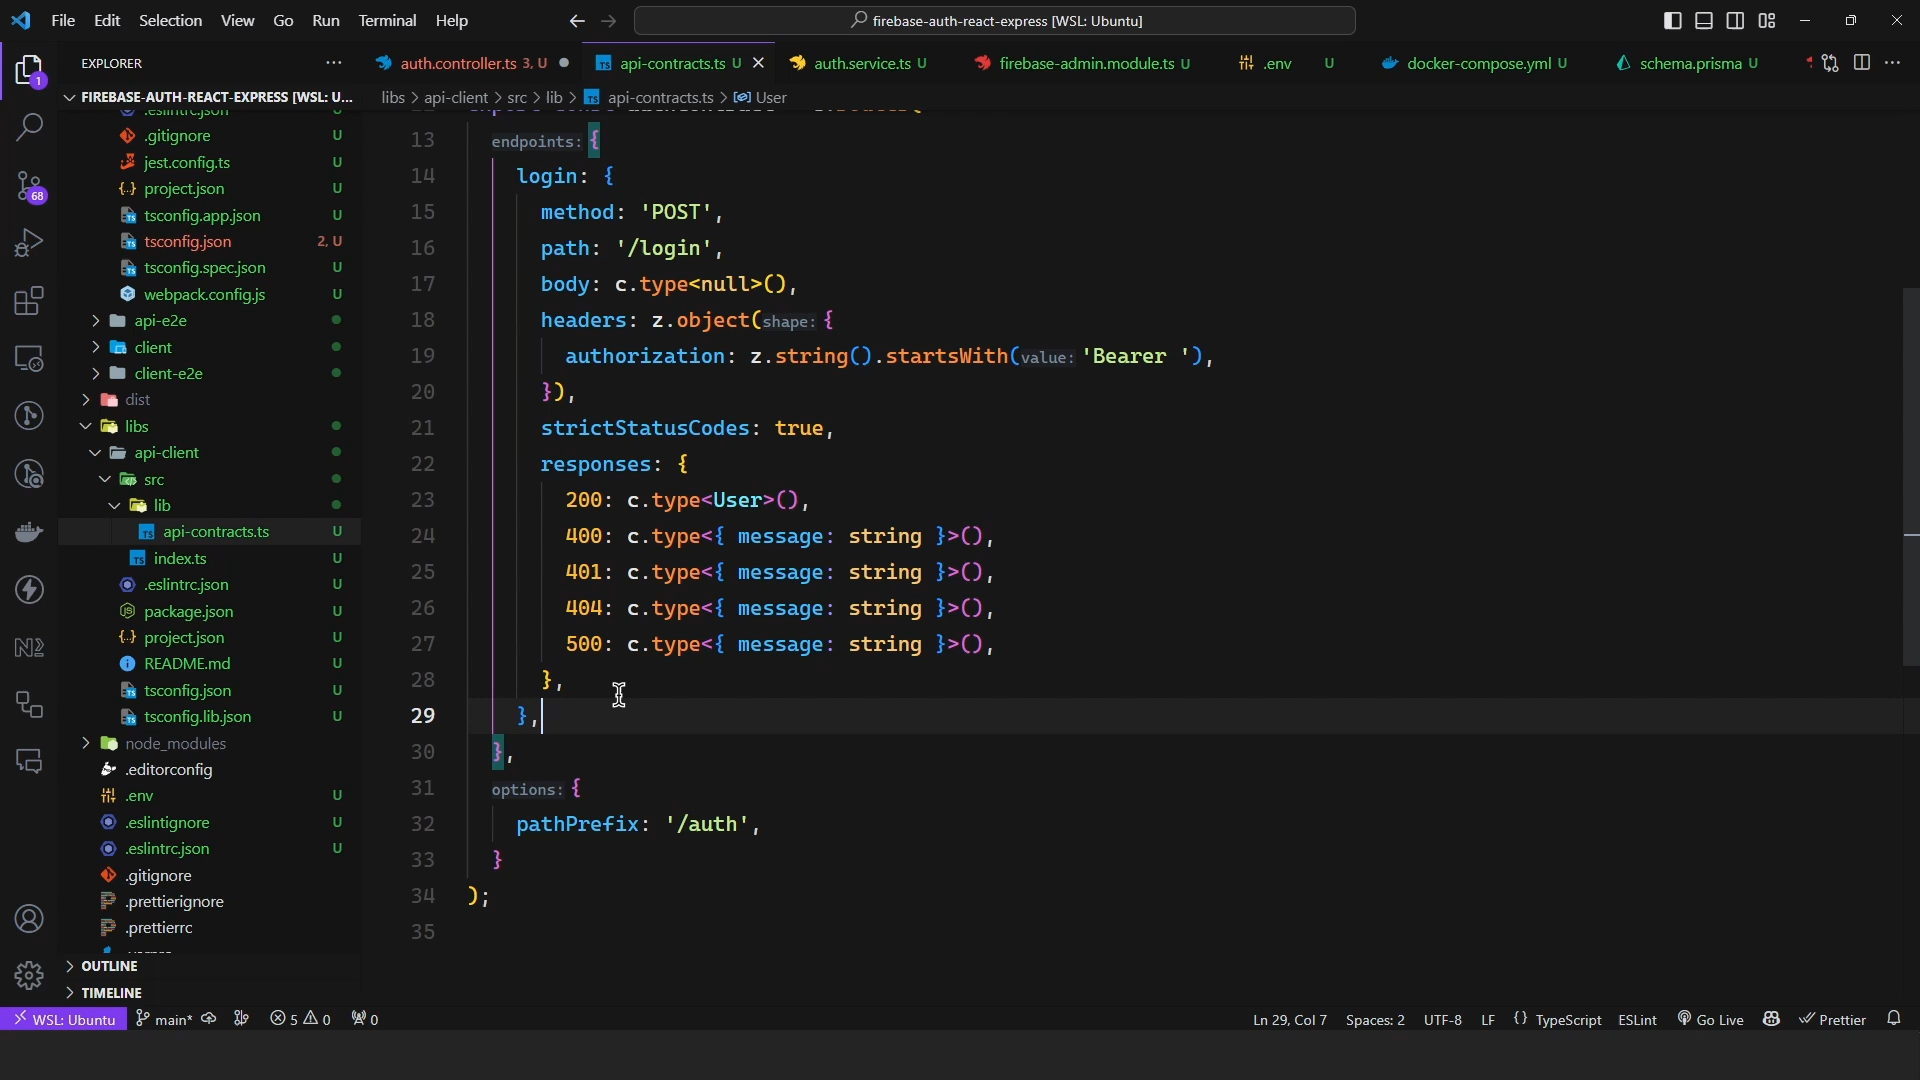 File Edit Selection View Go Run Terminal Help
firebase-auth-react-express [WSL: Ubuntu]
EXPLORER
auth.controller.ts 3, U
api-contracts.ts U
auth.service.ts U
firebase-admin.module.ts U
.env U
docker-compose.yml U
schema.prisma U
FIREBASE-AUTH-REACT-EXPRESS [WSL: U...
libs > api-client > src > lib > TS api-contracts.ts > User
.eslintrc.json U
.gitignore U
jest.config.ts U
project.json U
tsconfig.app.json U
tsconfig.json 2, U
tsconfig.spec.json U
webpack.config.js U
api-e2e
client
client-e2e
dist
libs
api-client
src
lib
api-contracts.ts U
index.ts U
.eslintrc.json U
package.json U
project.json U
README.md U
tsconfig.json U
tsconfig.lib.json U
node_modules
.editorconfig
.env U
.eslintignore U
.eslintrc.json U
.gitignore
.prettierignore
.prettierrc
OUTLINE
TIMELINE
1
68
13 endpoints: {
14 login: {
15 method: 'POST',
16 path: '/login',
17 body: c.type<null>(),
18 headers: z.object(shape: {
19 authorization: z.string().startsWith(value: 'Bearer '),
20 }),
21 strictStatusCodes: true,
22 responses: {
23 200: c.type<User>(),
24 400: c.type<{ message: string }>(),
25 401: c.type<{ message: string }>(),
26 404: c.type<{ message: string }>(),
27 500: c.type<{ message: string }>(),
28 },
29 },
30 },
31 options: {
32 pathPrefix: '/auth',
33 }
34 );
35
WSL: Ubuntu main* 5 0 0 Ln 29, Col 7 Spaces: 2 UTF-8 LF {} TypeScript ESLint Go Live Prettier